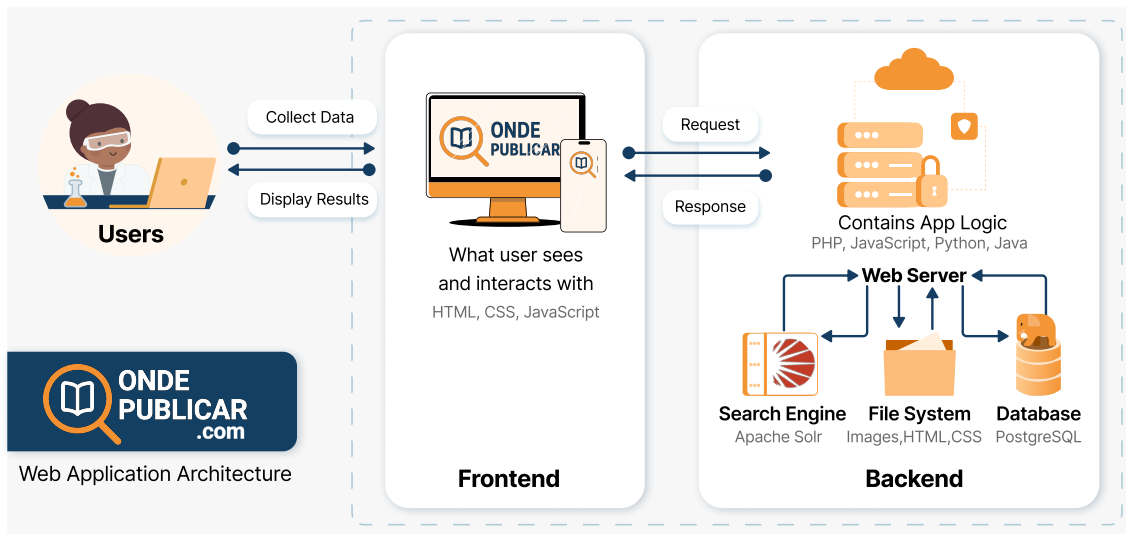 Collect Data
Display Results
Users
ONDE
PUBLICAR
.com
Web Application Architecture
ONDE
PUBLICAR
What user sees
and interacts with
HTML, CSS, JavaScript
Frontend
Request
Response
Contains App Logic
PHP, JavaScript, Python, Java
Web Server
Search Engine
Apache Solr
File System
Images,HTML,CSS
Database
PostgreSQL
Backend